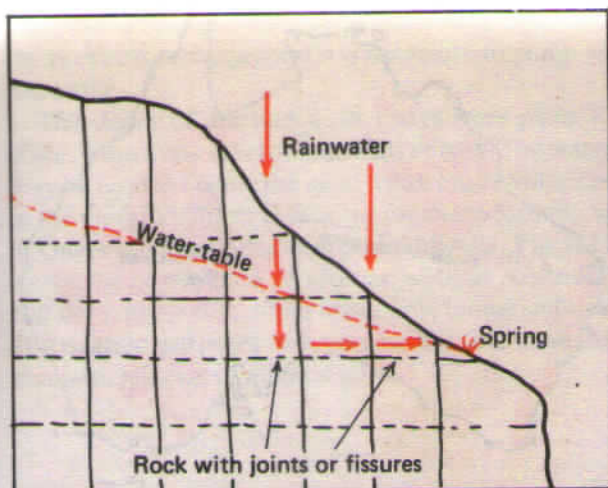 Rainwater
Water-table
Spring
Rock with joints or fissures